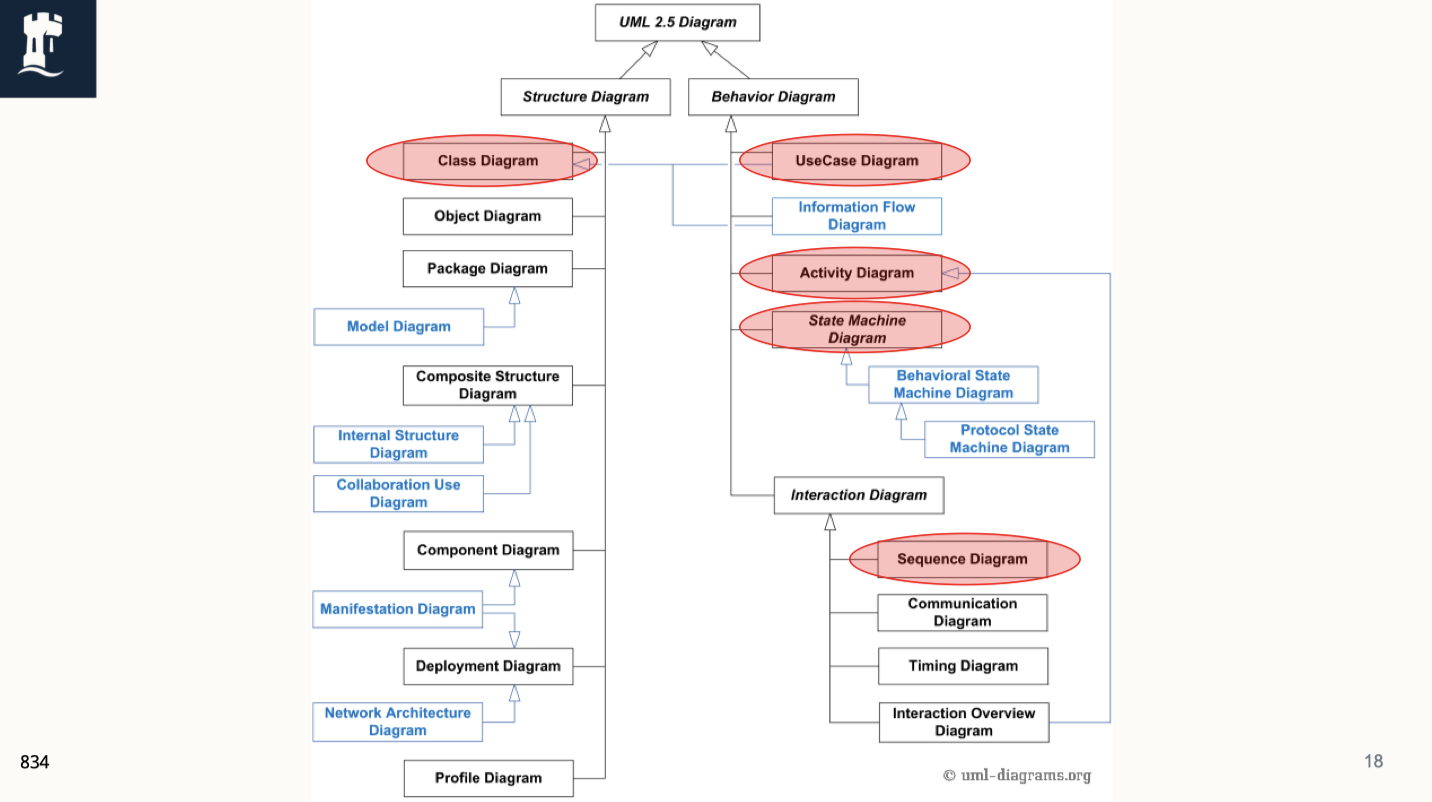 UML 2.5 Diagram
Structure Diagram
Behavior Diagram
Class Diagram
Object Diagram
Package Diagram
Model Diagram
Composite Structure
Diagram
Internal Structure
Diagram
Collaboration Use
Diagram
Component Diagram
Manifestation Diagram
Deployment Diagram
Network Architecture
Diagram
Profile Diagram
UseCase Diagram
Information Flow
Diagram
Activity Diagram
State Machine
Diagram
Behavioral State
Machine Diagram
Protocol State
Machine Diagram
Interaction Diagram
Sequence Diagram
Communication
Diagram
Timing Diagram
Interaction Overview
Diagram
© uml-diagrams.org
834
18